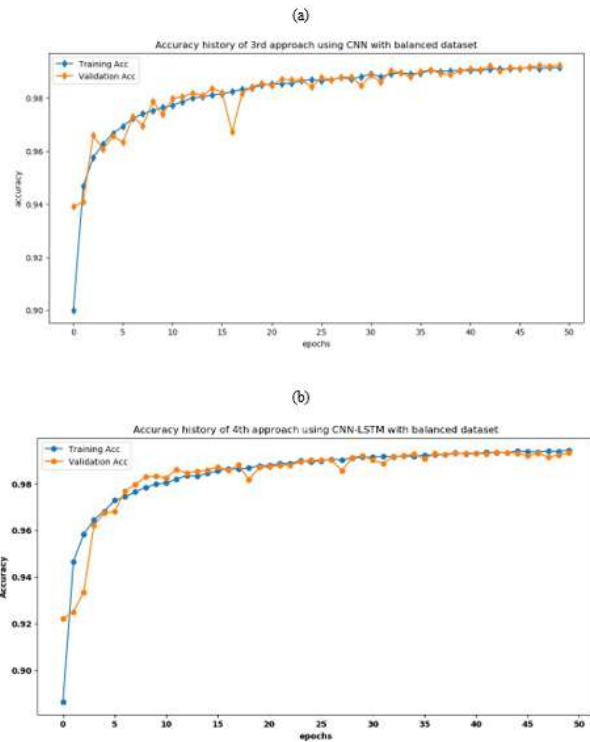 (a)
Accuracy history of 3rd approach using CNN with balanced dataset
Training Acc
Validation Acc
accuracy
0.98
0.96
0.94
0.92
0.90
0 5 10 15 20 25 30 35 40 45 50
epochs
(b)
Accuracy history of 4th approach using CNN-LSTM with balanced dataset
Training Acc
Validation Acc
Accuracy
0.98
0.96
0.94
0.92
0.90
0 5 10 15 20 25 30 35 40 45 50
epochs